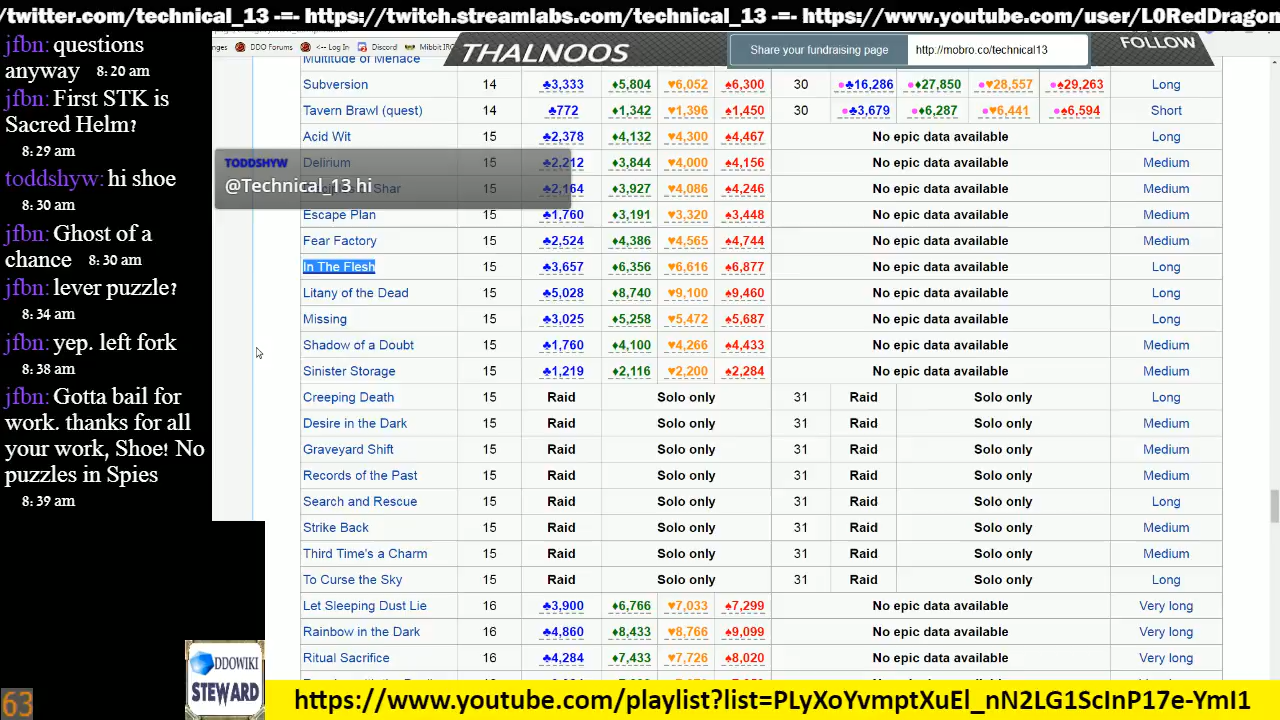 /twitter.com/technical_13 -=- https://twitch.streamlabs.com/technical_13 -=- https://www.youtube.com/user/L0RedDragon
jfbn: questions
anyway 8:20 am
jfbn: First STK is
Sacred Helm?
8:29 am
toddshyw: hi shoe
8:30 am
jfbn: Ghost of a
chance 8:30 am
jfbn: lever puzzle?
8:34 am
jfbn: yep. left fork
8:38 am
jfbn: Gotta bail for
work. thanks for all
your work, Shoe! No
puzzles in Spies
8:39 am
DDO Forums <-- Log In Discord Mibbit IRC
THALNOOS
Share your fundraising page http://mobro.co/technical13
FOLLOW
TODDSHYW
@Technical_13 hi
Multitude of Menace
Subversion 14 ♣3,333 ♦5,804 ♥6,052 ♠6,300 30 ●♣16,286 ●♦27,850 ●♥28,557 ●♠29,263 Long
Tavern Brawl (quest) 14 ♣772 ♦1,342 ♥1,396 ♠1,450 30 ●♣3,679 ●♦6,287 ●♥6,441 ●♠6,594 Short
Acid Wit 15 ♣2,378 ♦4,132 ♥4,300 ♠4,467 No epic data available Long
Delirium 15 ♣2,212 ♦3,844 ♥4,000 ♠4,156 No epic data available Medium
Shar 15 ♣2,164 ♦3,927 ♥4,086 ♠4,246 No epic data available Medium
Escape Plan 15 ♣1,760 ♦3,191 ♥3,320 ♠3,448 No epic data available Medium
Fear Factory 15 ♣2,524 ♦4,386 ♥4,565 ♠4,744 No epic data available Medium
In The Flesh 15 ♣3,657 ♦6,356 ♥6,616 ♠6,877 No epic data available Long
Litany of the Dead 15 ♣5,028 ♦8,740 ♥9,100 ♠9,460 No epic data available Long
Missing 15 ♣3,025 ♦5,258 ♥5,472 ♠5,687 No epic data available Long
Shadow of a Doubt 15 ♣1,760 ♦4,100 ♥4,266 ♠4,433 No epic data available Medium
Sinister Storage 15 ♣1,219 ♦2,116 ♥2,200 ♠2,284 No epic data available Medium
Creeping Death 15 Raid Solo only 31 Raid Solo only Long
Desire in the Dark 15 Raid Solo only 31 Raid Solo only Medium
Graveyard Shift 15 Raid Solo only 31 Raid Solo only Medium
Records of the Past 15 Raid Solo only 31 Raid Solo only Medium
Search and Rescue 15 Raid Solo only 31 Raid Solo only Long
Strike Back 15 Raid Solo only 31 Raid Solo only Medium
Third Time's a Charm 15 Raid Solo only 31 Raid Solo only Medium
To Curse the Sky 15 Raid Solo only 31 Raid Solo only Long
Let Sleeping Dust Lie 16 ♣3,900 ♦6,766 ♥7,033 ♠7,299 No epic data available Very long
Rainbow in the Dark 16 ♣4,860 ♦8,433 ♥8,766 ♠9,099 No epic data available Very long
Ritual Sacrifice 16 ♣4,284 ♦7,433 ♥7,726 ♠8,020 No epic data available Very long
DDOWIKI
STEWARD
63
https://www.youtube.com/playlist?list=PLyXoYvmptXuEl_nN2LG1ScInP17e-YmI1